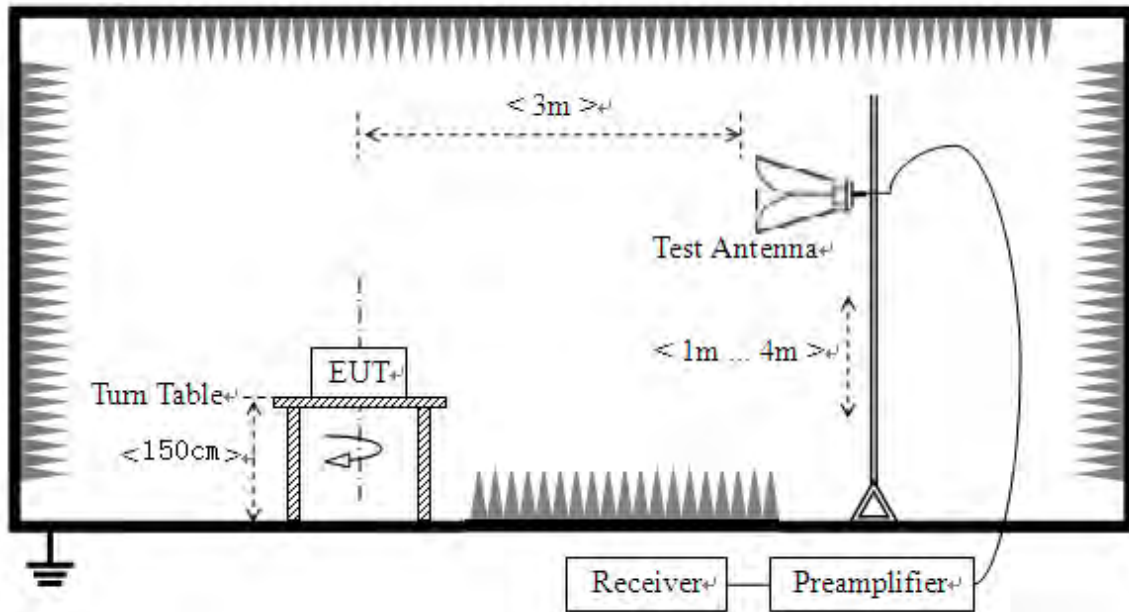 < 3m >↵
Test Antenna↵
< 1m ... 4m >↵
EUT↵
Turn Table↵
<150cm>↵
Receiver↵
Preamplifier↵